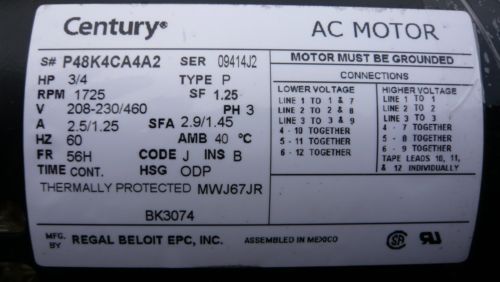 Century® AC MOTOR
S# P48K4CA4A2 SER 09414J2
HP 3/4 TYPE P
RPM 1725 SF 1.25
V 208-230/460 PH 3
A 2.5/1.25 SFA 2.9/1.45
HZ 60 AMB 40 °C
FR 56H CODE J INS B
TIME CONT. HSG ODP
THERMALLY PROTECTED MWJ67JR
BK3074
MOTOR MUST BE GROUNDED
CONNECTIONS
LOWER VOLTAGE
LINE 1 TO 1 & 7
LINE 2 TO 2 & 8
LINE 3 TO 3 & 9
4 - 10 TOGETHER
5 - 11 TOGETHER
6 - 12 TOGETHER
HIGHER VOLTAGE
LINE 1 TO 1
LINE 2 TO 2
LINE 3 TO 3
4 - 7 TOGETHER
5 - 8 TOGETHER
6 - 9 TOGETHER
TAPE LEADS 10, 11,
& 12 INDIVIDUALLY
MFG. BY REGAL BELOIT EPC, INC. ASSEMBLED IN MEXICO